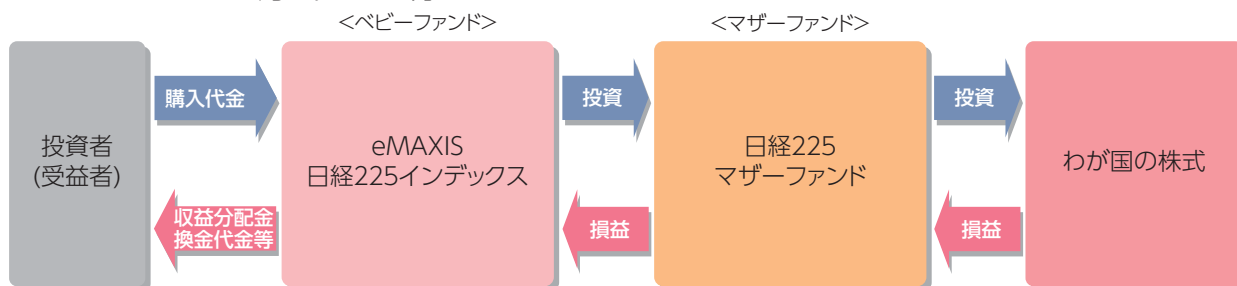 <ベビーファンド>
<マザーファンド>
投資者
(受益者)
購入代金
収益分配金
換金代金等
eMAXIS
日経225インデックス
投資
損益
日経225
マザーファンド
投資
損益
わが国の株式